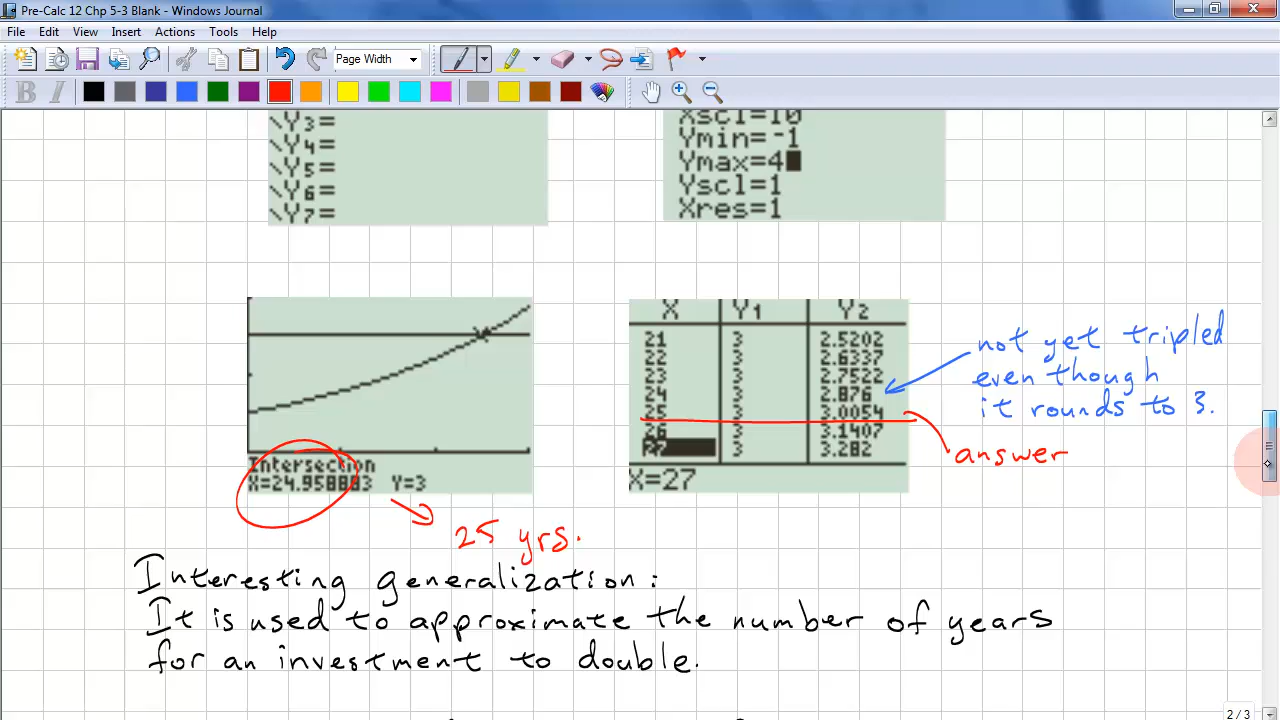 Pre-Calc 12 Chp 5-3 Blank - Windows Journal
File Edit View Insert Actions Tools Help
Page Width
B I
\Y3=
\Y4=
\Y5=
\Y6=
\Y7=
Xscl=10
Ymin=-1
Ymax=4
Yscl=1
Xres=1
Intersection
X=24.958883 Y=3
25 yrs.
X Y1 Y2
21 3 2.5202
22 3 2.6337
23 3 2.7522
24 3 2.876
25 3 3.0054
26 3 3.1407
27 3 3.282
X=27
not yet tripled
even though
it rounds to 3.
answer
Interesting generalization:
It is used to approximate the number of years
for an investment to double.
2/3